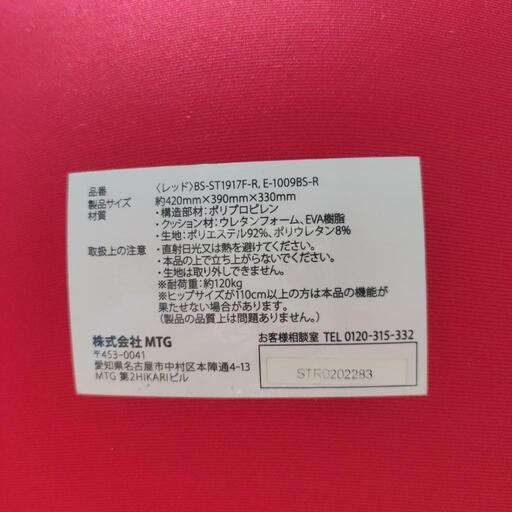 品番 〈レッド〉BS-ST1917F-R, E-1009BS-R
製品サイズ 約420mm×390mm×330mm
材質 ・構造部材：ポリプロピレン
・クッション材：ウレタンフォーム、EVA樹脂
・生地：ポリエステル92%、ポリウレタン8%
取扱上の注意 ・直射日光又は熱を避けてください。
・本品の上で立ち上がらないでください。
・生地は取り外しできません。
※耐荷重：約120kg
※ヒップサイズが110cm以上の方は本品の機能が
果たせない場合があります。
（製品の品質上は問題ありません。）
株式会社 MTG
〒453-0041
愛知県名古屋市中村区本陣通4-13
MTG 第2HIKARIビル
お客様相談室 TEL 0120-315-332
STR0202283